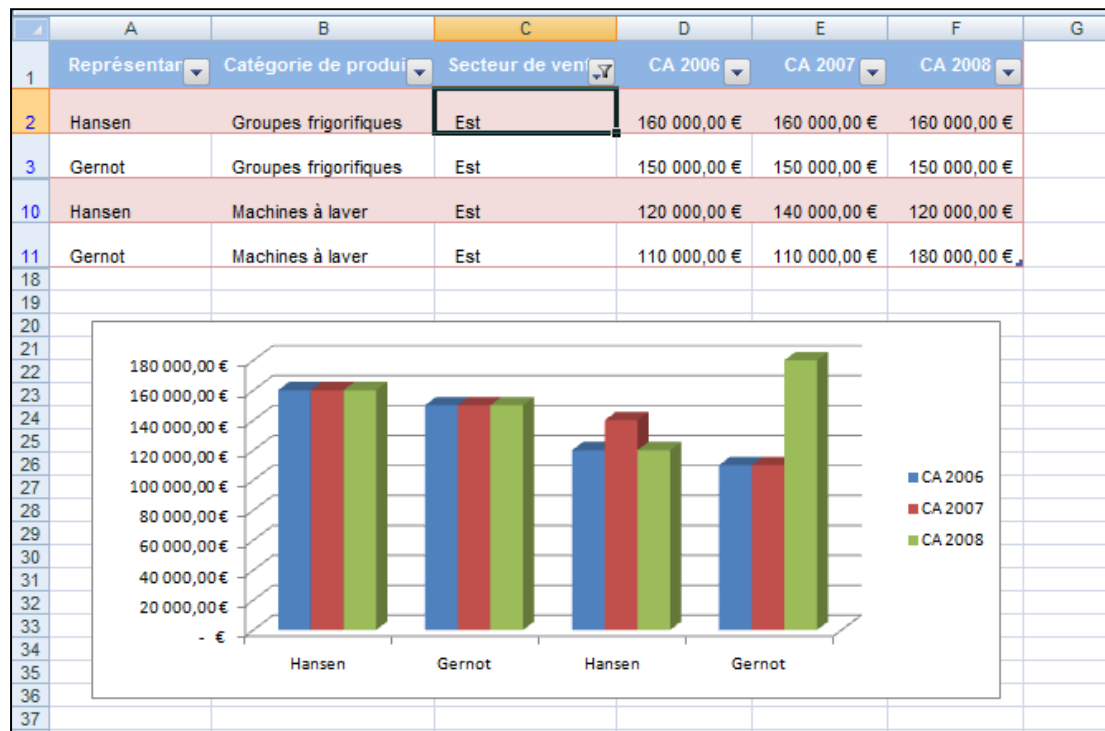 A B C D E F G
1 Représentar Catégorie de produi Secteur de vent CA 2006 CA 2007 CA 2008
2 Hansen Groupes frigorifiques Est 160 000,00 € 160 000,00 € 160 000,00 €
3 Gernot Groupes frigorifiques Est 150 000,00 € 150 000,00 € 150 000,00 €
10 Hansen Machines à laver Est 120 000,00 € 140 000,00 € 120 000,00 €
11 Gernot Machines à laver Est 110 000,00 € 110 000,00 € 180 000,00 €
18
19
20
21
22
23
24
25
26
27
28
29
30
31
32
33
34
35
36
37
180 000,00 €
160 000,00 €
140 000,00 €
120 000,00 €
100 000,00 €
80 000,00 €
60 000,00 €
40 000,00 €
20 000,00 €
- €
Hansen Gernot Hansen Gernot
CA 2006
CA 2007
CA 2008